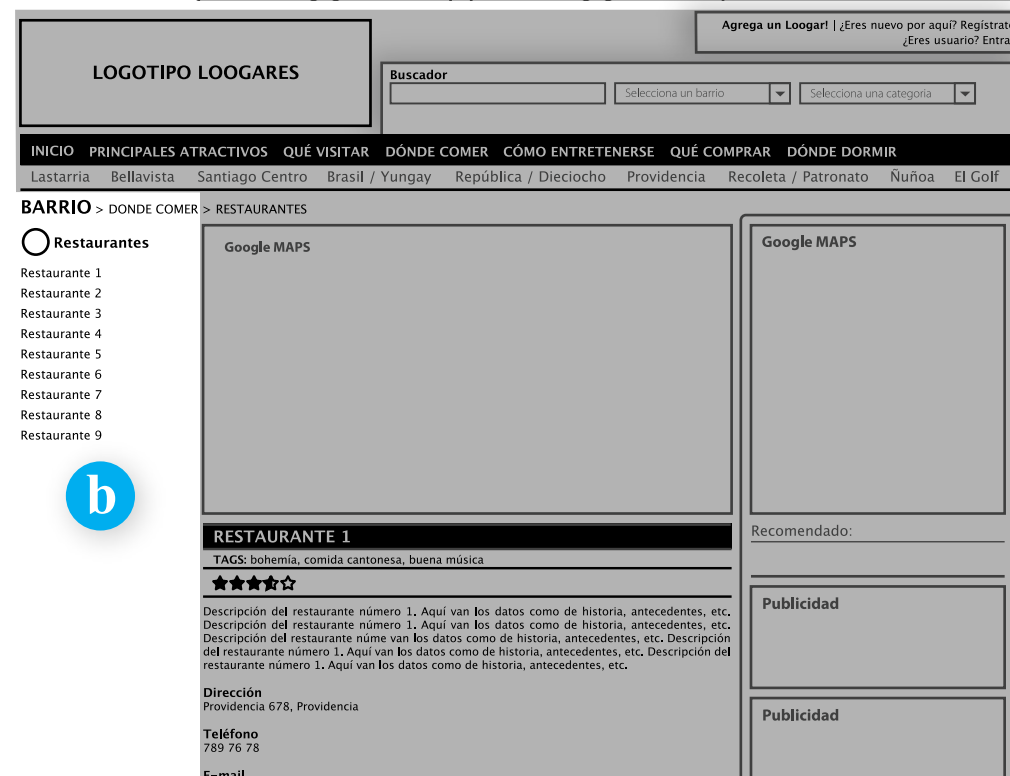 Agrega un Loogar! | ¿Eres nuevo por aquí? Regístrate
¿Eres usuario? Entra
LOGOTIPO LOOGARES
Buscador
Selecciona un barrio
Selecciona una categoria
INICIO PRINCIPALES ATRACTIVOS QUÉ VISITAR DÓNDE COMER CÓMO ENTRETENERSE QUÉ COMPRAR DÓNDE DORMIR
Lastarria Bellavista Santiago Centro Brasil / Yungay República / Dieciocho Providencia Recoleta / Patronato Ñuñoa El Golf
BARRIO > DONDE COMER > RESTAURANTES
Restaurantes
Restaurante 1
Restaurante 2
Restaurante 3
Restaurante 4
Restaurante 5
Restaurante 6
Restaurante 7
Restaurante 8
Restaurante 9
b
Google MAPS
RESTAURANTE 1
TAGS: bohemía, comida cantonesa, buena música
Descripción del restaurante número 1. Aquí van los datos como de historia, antecedentes, etc.
Descripción del restaurante número 1. Aquí van los datos como de historia, antecedentes, etc.
Descripción del restaurante núme van los datos como de historia, antecedentes, etc. Descripción
del restaurante número 1. Aquí van los datos como de historia, antecedentes, etc. Descripción del
restaurante número 1. Aquí van los datos como de historia, antecedentes, etc.
Dirección
Providencia 678, Providencia
Teléfono
789 76 78
E-mail
Google MAPS
Recomendado:
Publicidad
Publicidad